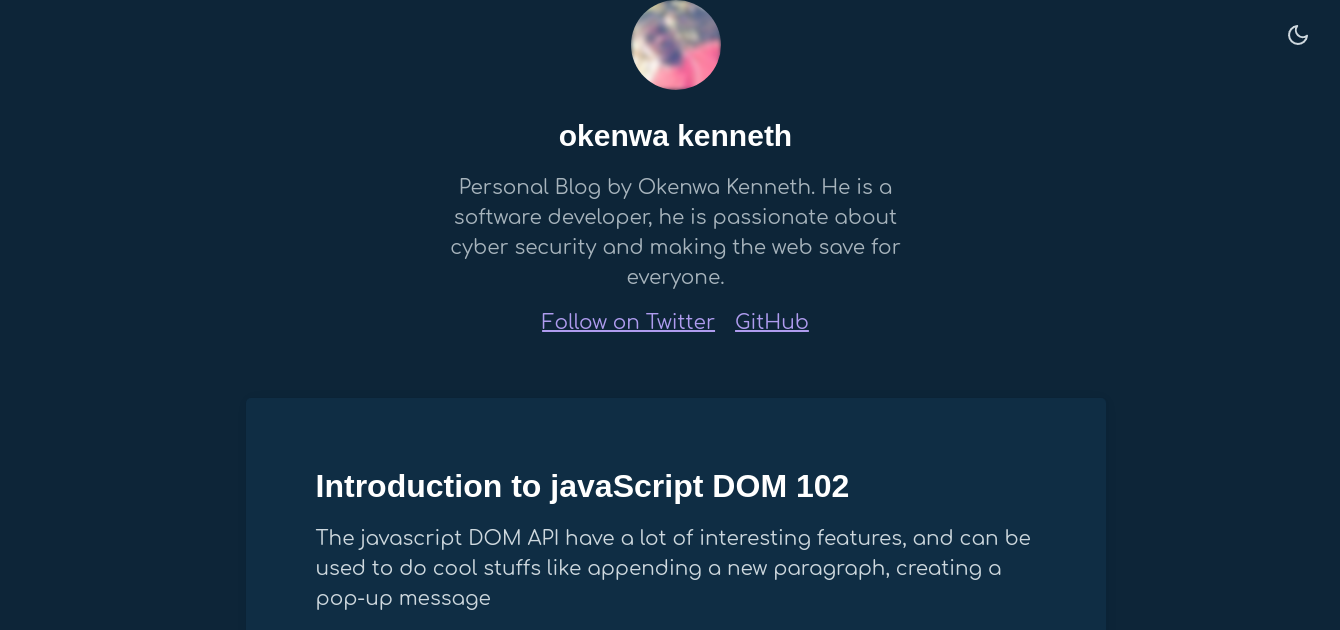 okenwa kenneth
Personal Blog by Okenwa Kenneth. He is a
software developer, he is passionate about
cyber security and making the web save for
everyone.
Follow on Twitter GitHub
Introduction to javaScript DOM 102
The javascript DOM API have a lot of interesting features, and can be
used to do cool stuffs like appending a new paragraph, creating a
pop-up message